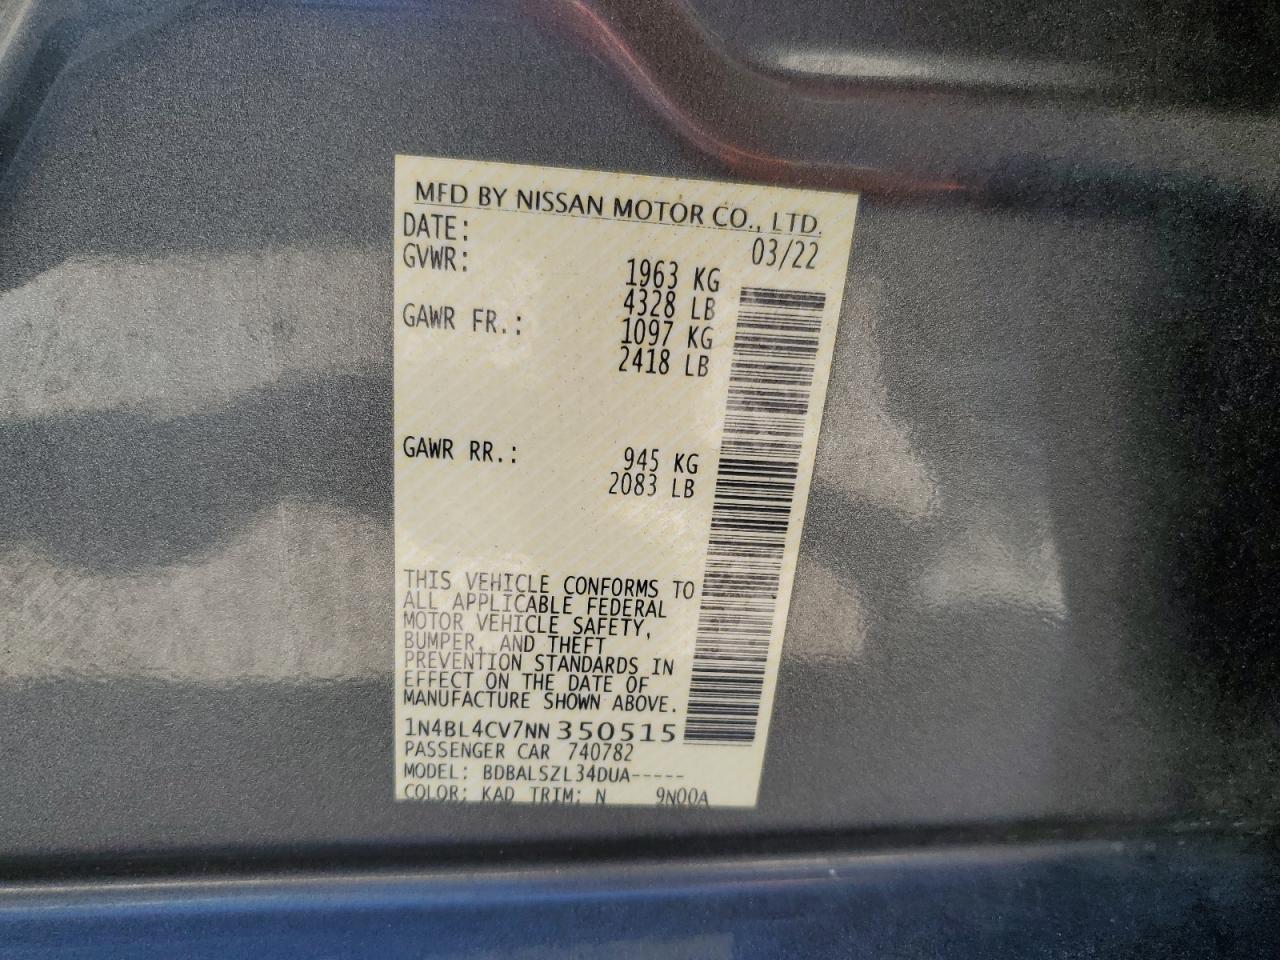 MFD BY NISSAN MOTOR CO., LTD.
DATE: 03/22
GVWR: 1963 KG
4328 LB
GAWR FR.: 1097 KG
2418 LB
GAWR RR.: 945 KG
2083 LB
THIS VEHICLE CONFORMS TO
ALL APPLICABLE FEDERAL
MOTOR VEHICLE SAFETY,
BUMPER, AND THEFT
PREVENTION STANDARDS IN
EFFECT ON THE DATE OF
MANUFACTURE SHOWN ABOVE.
1N4BL4CV7NN350515
PASSENGER CAR 740782
MODEL: BDBALSZL34DUA-----
COLOR: KAD TRIM: N 9N00A